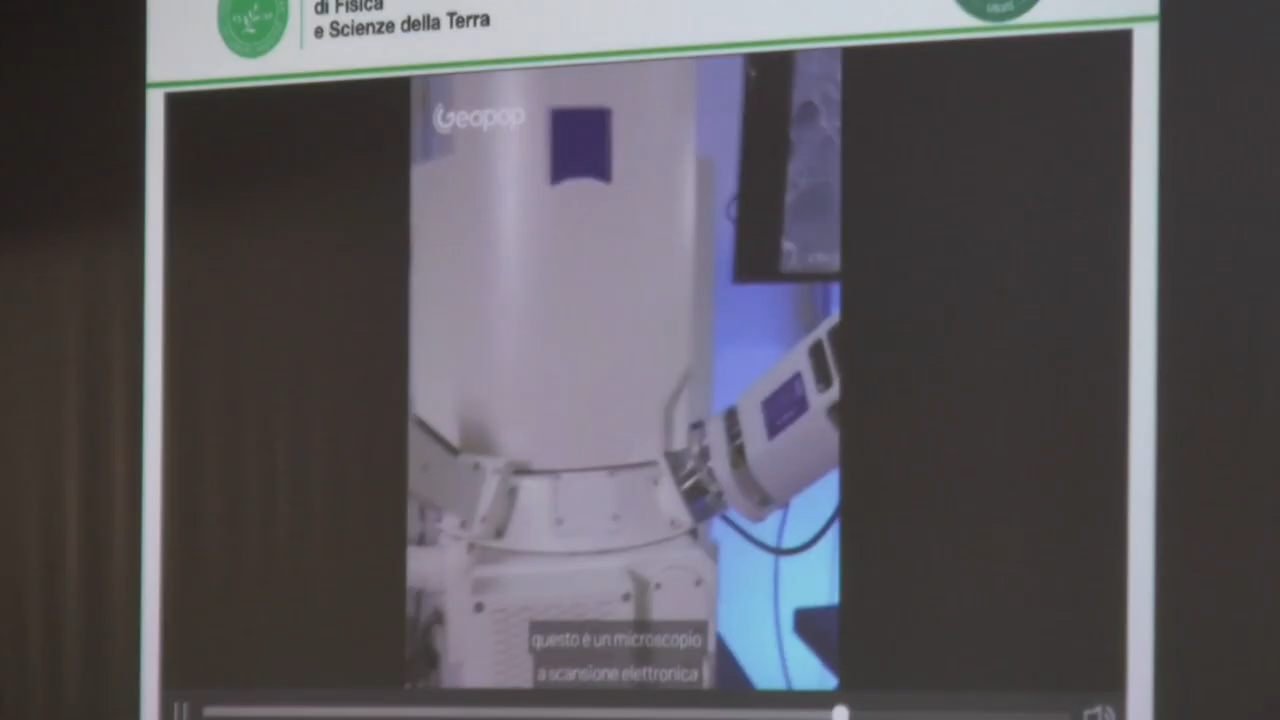 di Fisica
e Scienze della Terra
Geopop
questo è un microscopio
a scansione elettronica